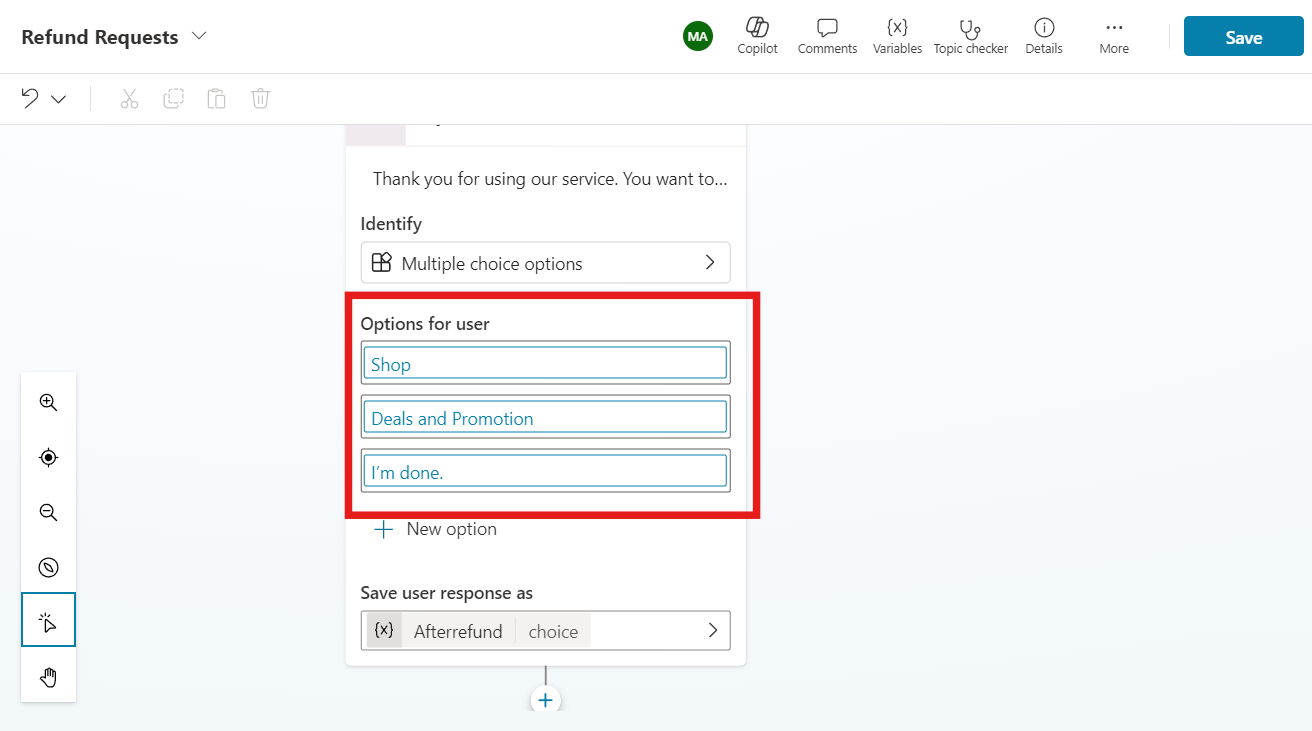 Refund Requests
MA
Copilot
Comments
{x}
Variables
Topic checker
Details
More
Save
Thank you for using our service. You want to...
Identify
Multiple choice options
Options for user
Shop
Deals and Promotion
I'm done.
New option
Save user response as
{x} Afterrefund choice